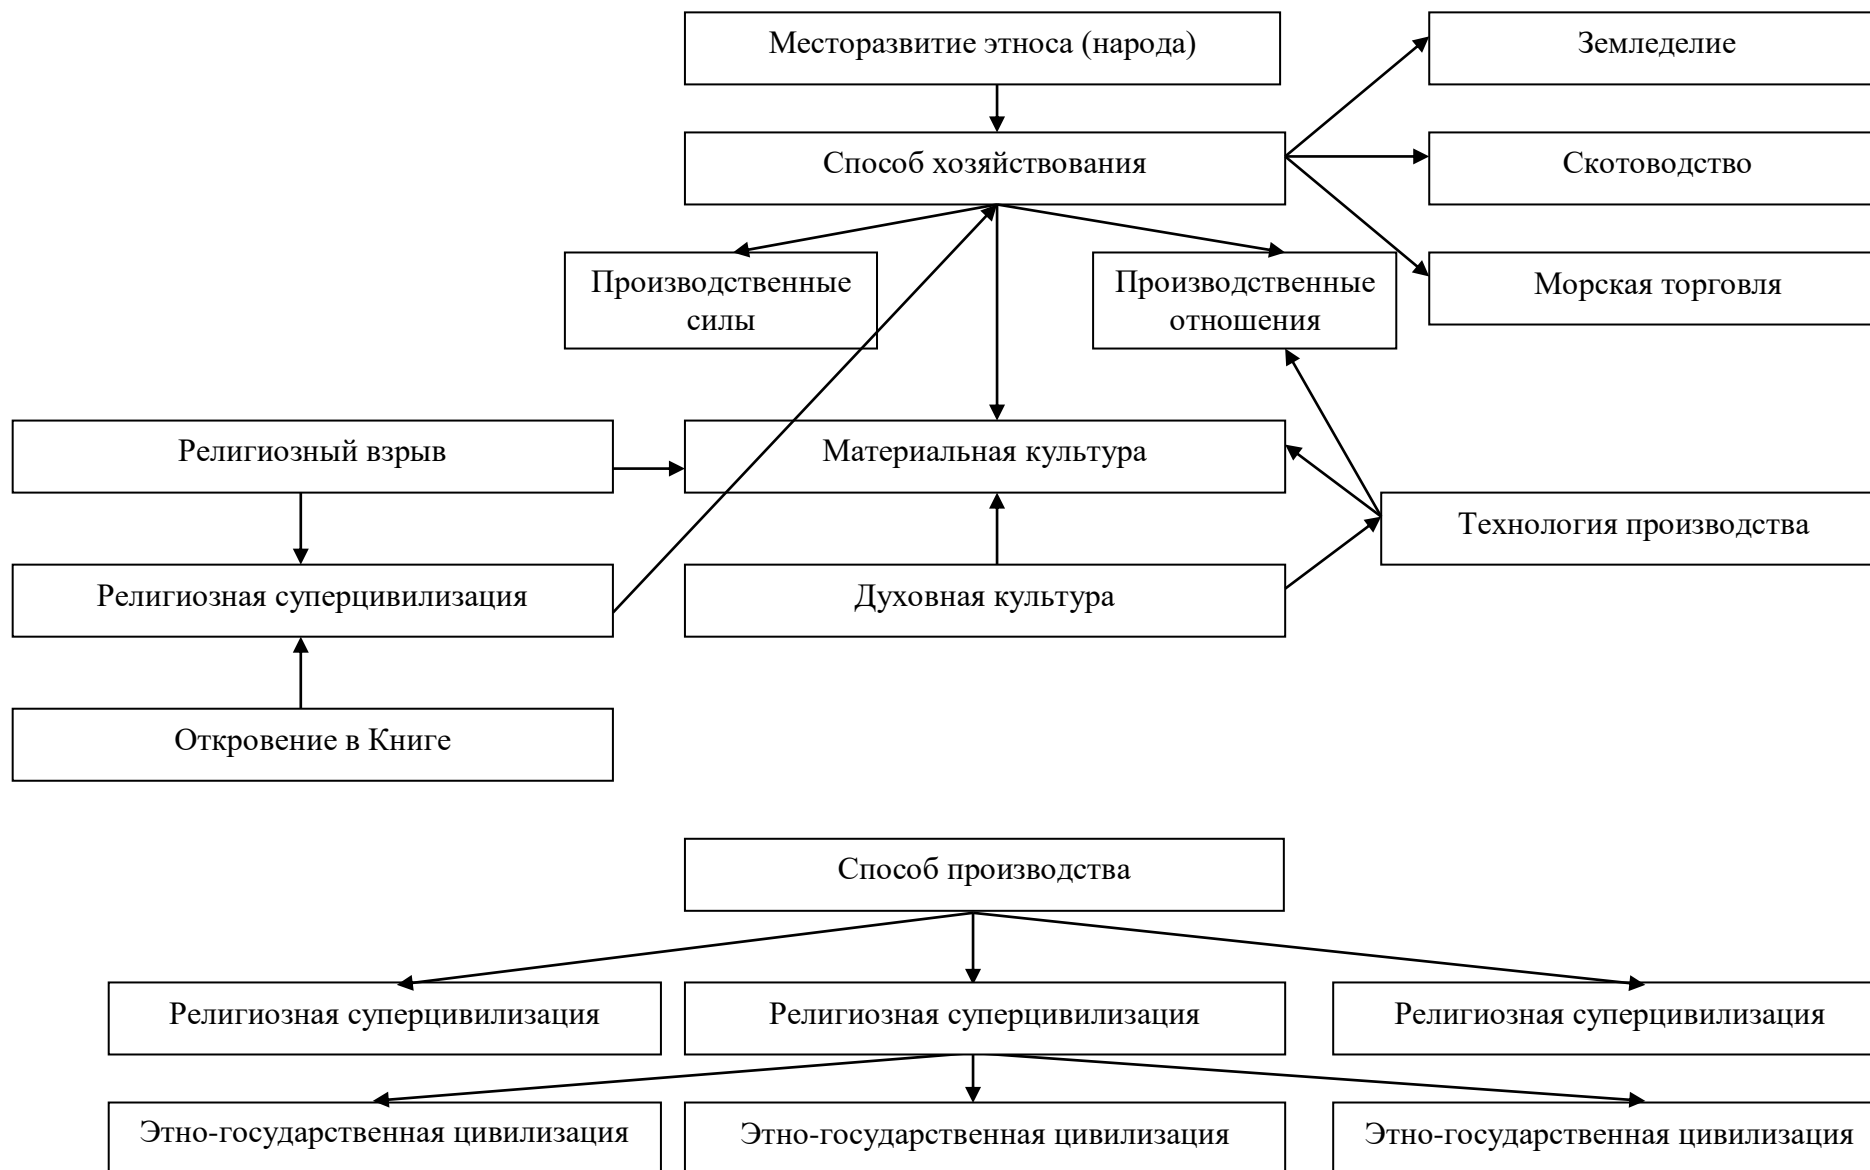 Месторазвитие этноса (народа)
Земледелие
Способ хозяйствования
Скотоводство
Производственные
силы
Производственные
отношения
Морская торговля
Религиозный взрыв
Материальная культура
Технология производства
Религиозная суперцивилизация
Духовная культура
Откровение в Книге
Способ производства
Религиозная суперцивилизация
Религиозная суперцивилизация
Религиозная суперцивилизация
Этно-государственная цивилизация
Этно-государственная цивилизация
Этно-государственная цивилизация